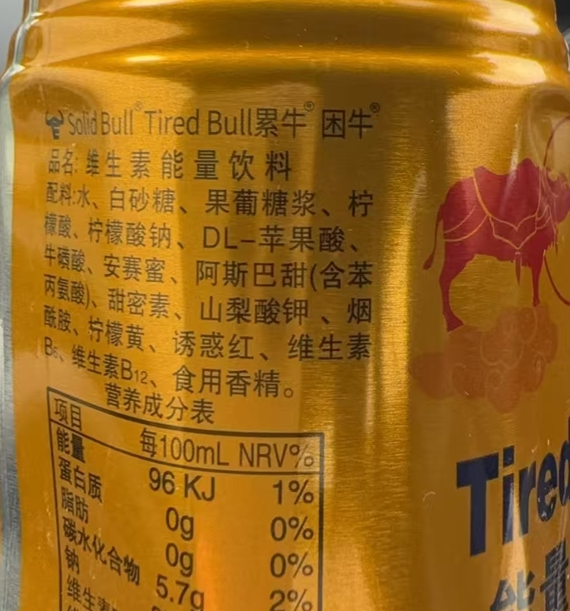 Solid Bull® Tired Bull累牛® 困牛®
品名: 维生素能量饮料
配料:水、白砂糖、果葡糖浆、柠
檬酸、柠檬酸钠、DL-苹果酸、
牛磺酸、安赛蜜、阿斯巴甜(含苯
丙氨酸)、甜密素、山梨酸钾、烟
酰胺、柠檬黄、诱惑红、维生素
B₆、维生素B₁₂、食用香精。
营养成分表
项目 每100mL NRV%
能量 96 KJ 1%
蛋白质 0g 0%
脂肪 0g 0%
碳水化合物 5.7g 2%
钠
维生素
Tired
能量